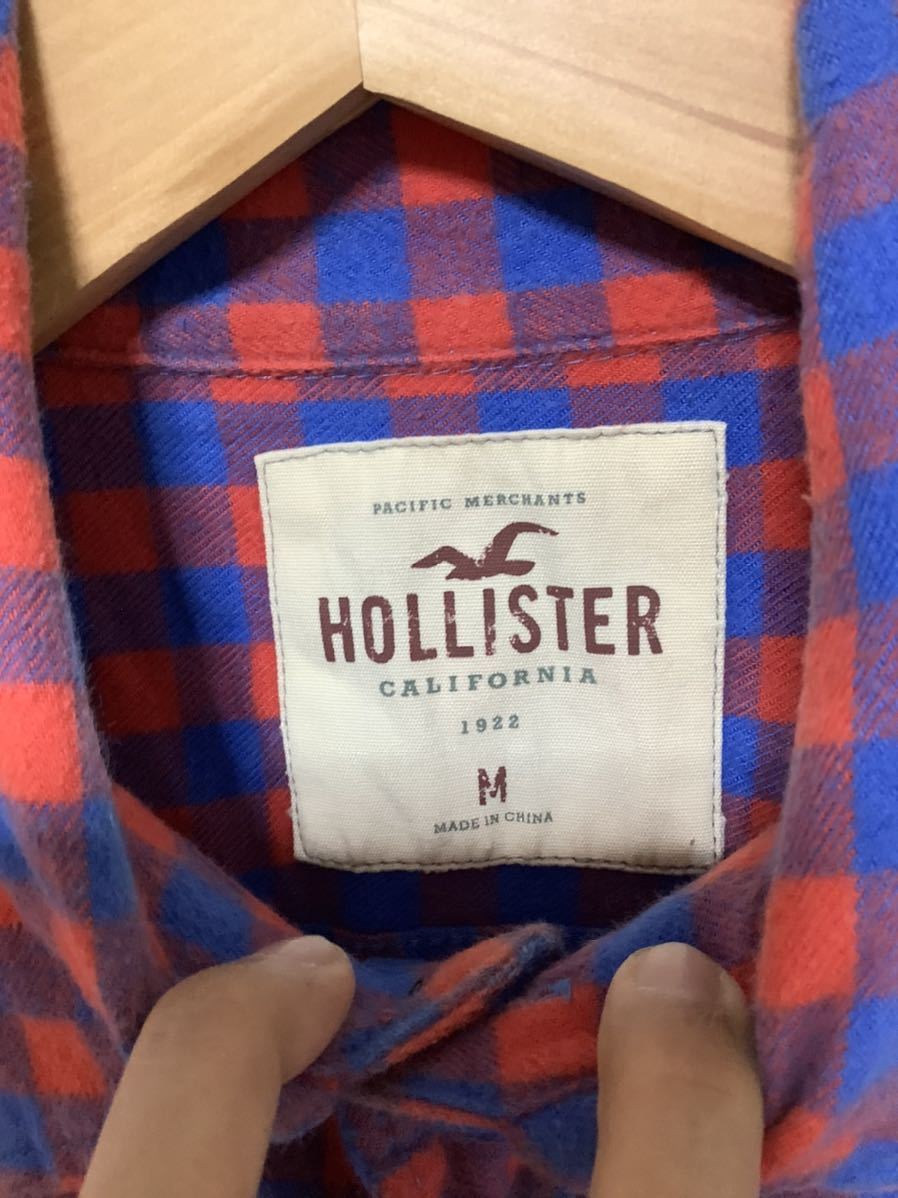 PACIFIC MERCHANTS
HOLLISTER
CALIFORNIA
1922
M
MADE IN CHINA